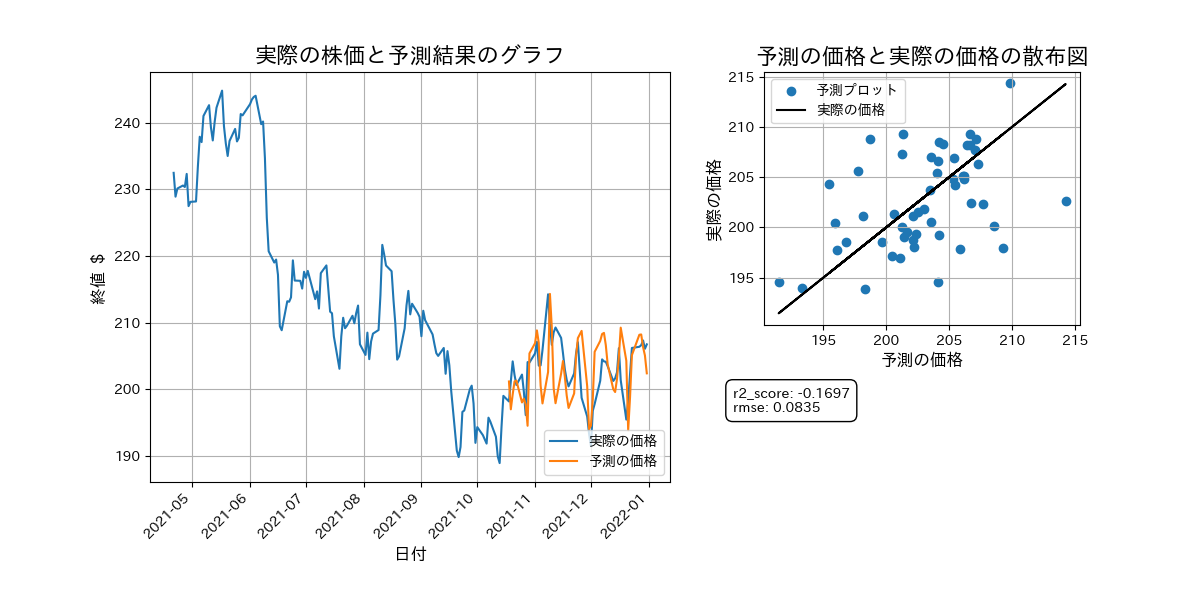 実際の株価と予測結果のグラフ
240
230
220
210
200
190
終値 $
2021-05
2021-06
2021-07
2021-08
2021-09
2021-10
2021-11
2021-12
2022-01
日付
実際の価格
予測の価格
予測の価格と実際の価格の散布図
215
210
205
200
195
実際の価格
予測プロット
実際の価格
195
200
205
210
215
予測の価格
r2_score: -0.1697
rmse: 0.0835